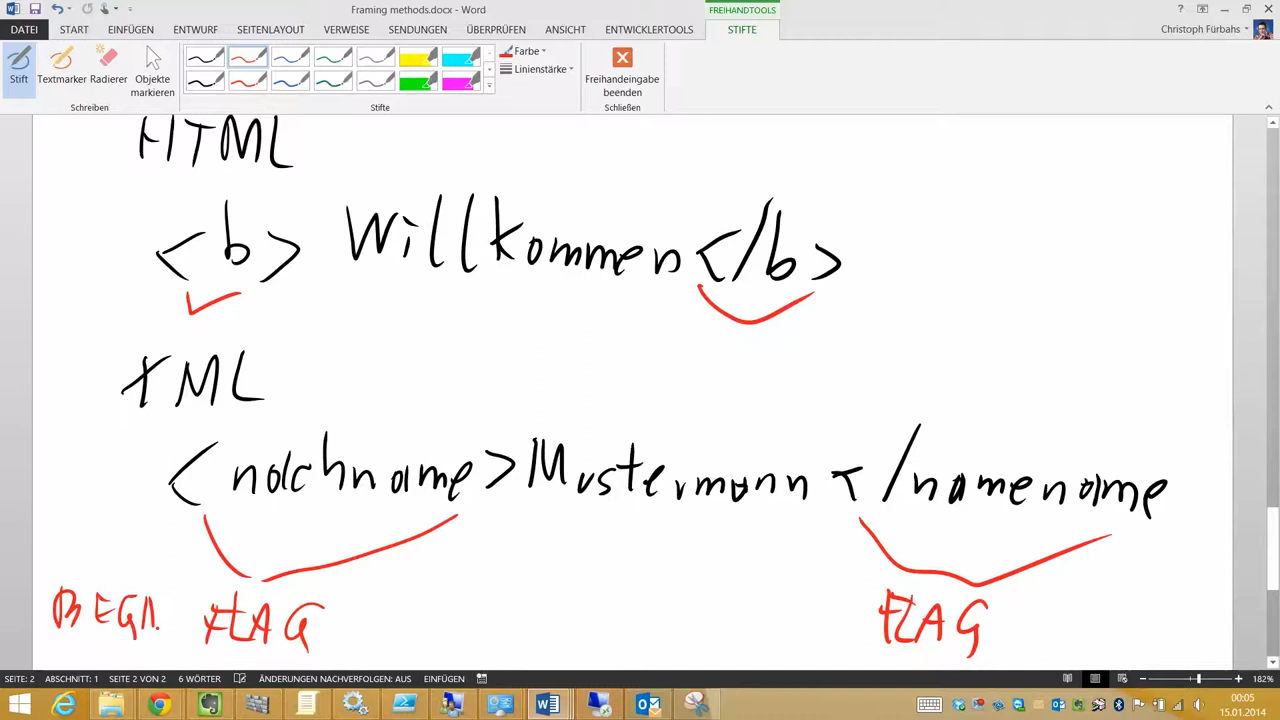 Framing methods.docx - Word
FREIHANDTOOLS
?
DATEI START EINFÜGEN ENTWURF SEITENLAYOUT VERWEISE SENDUNGEN ÜBERPRÜFEN ANSICHT ENTWICKLERTOOLS STIFTE
Christoph Fürbahs
Stift Textmarker Radierer Objekte markieren
Farbe
Linienstärke
Freihandeingabe beenden
Schreiben Stifte Schließen
HTML
<b> Willkommen</b>
XML
<nachname>Mustermann </namename
BEGN. FLAG FLAG
SEITE: 2 ABSCHNITT: 1 SEITE 2 VON 2 6 WÖRTER ÄNDERUNGEN NACHVERFOLGEN: AUS EINFÜGEN 182%
00:05
15.01.2014